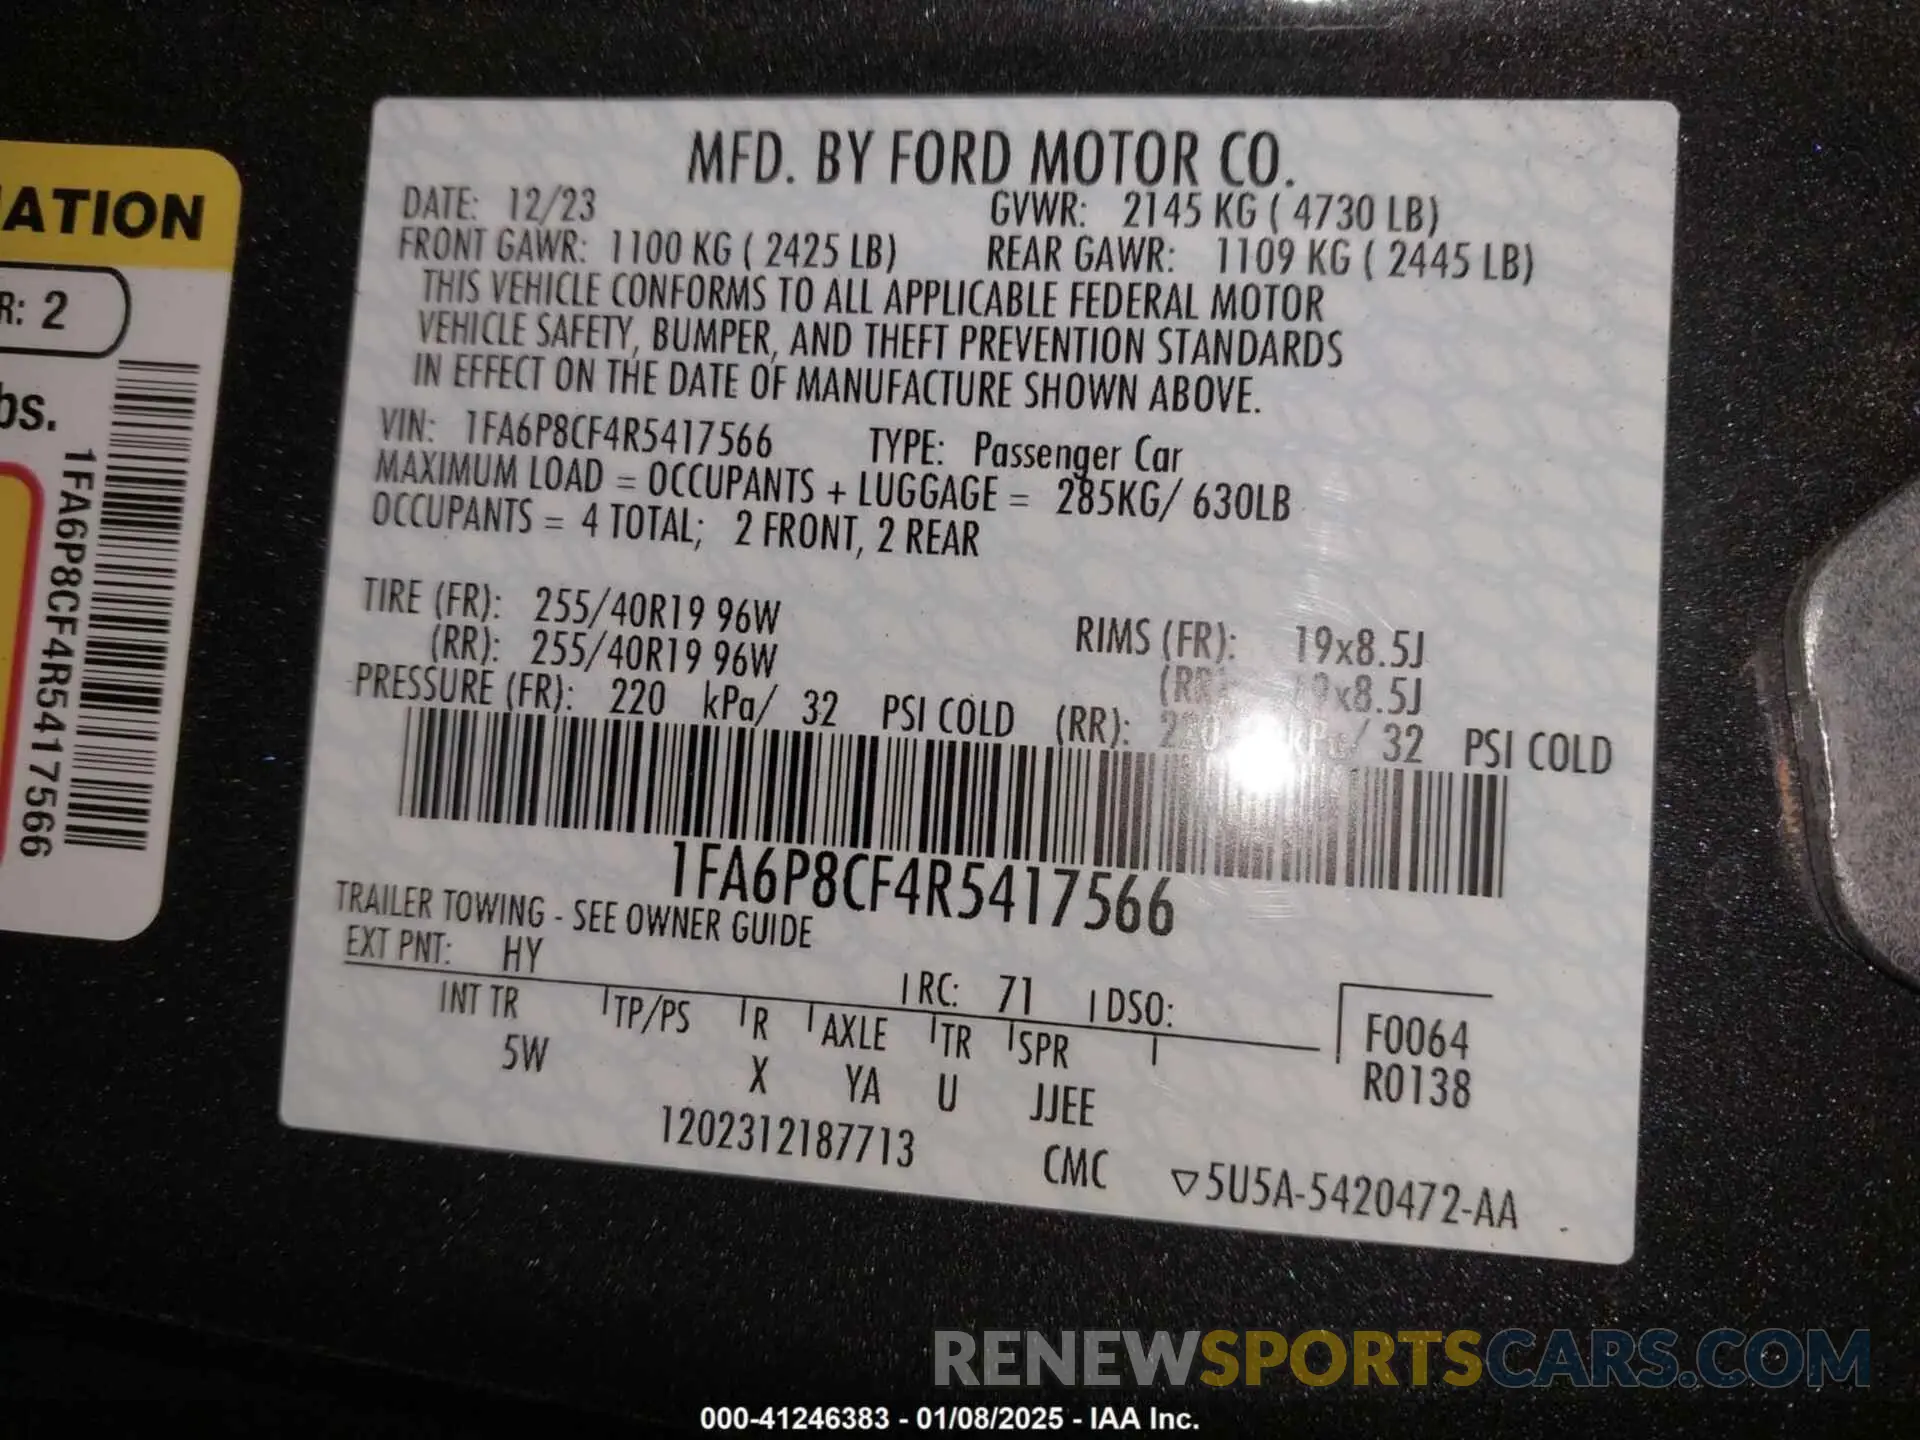 MFD. BY FORD MOTOR CO.
DATE: 12/23 GVWR: 2145 KG ( 4730 LB)
FRONT GAWR: 1100 KG ( 2425 LB) REAR GAWR: 1109 KG ( 2445 LB)
THIS VEHICLE CONFORMS TO ALL APPLICABLE FEDERAL MOTOR
VEHICLE SAFETY, BUMPER, AND THEFT PREVENTION STANDARDS
IN EFFECT ON THE DATE OF MANUFACTURE SHOWN ABOVE.
VIN: 1FA6P8CF4R5417566 TYPE: Passenger Car
MAXIMUM LOAD = OCCUPANTS + LUGGAGE = 285KG/ 630LB
OCCUPANTS = 4 TOTAL; 2 FRONT, 2 REAR
TIRE (FR): 255/40R19 96W RIMS (FR): 19x8.5J
(RR): 255/40R19 96W (RR): 19x8.5J
PRESSURE (FR): 220 kPa/ 32 PSI COLD (RR): 220 kPa/ 32 PSI COLD
1FA6P8CF4R5417566
TRAILER TOWING - SEE OWNER GUIDE
EXT PNT: HY RC: 71 DSO:
INT TR TP/PS R AXLE TR SPR F0064
5W X YA U JJEE R0138
1202312187713 CMC ▽5U5A-5420472-AA
ATION
R: 2
bs.
1FA6P8CF4R5417566
RENEWSPORTSCARS.COM
000-41246383 - 01/08/2025 - IAA Inc.